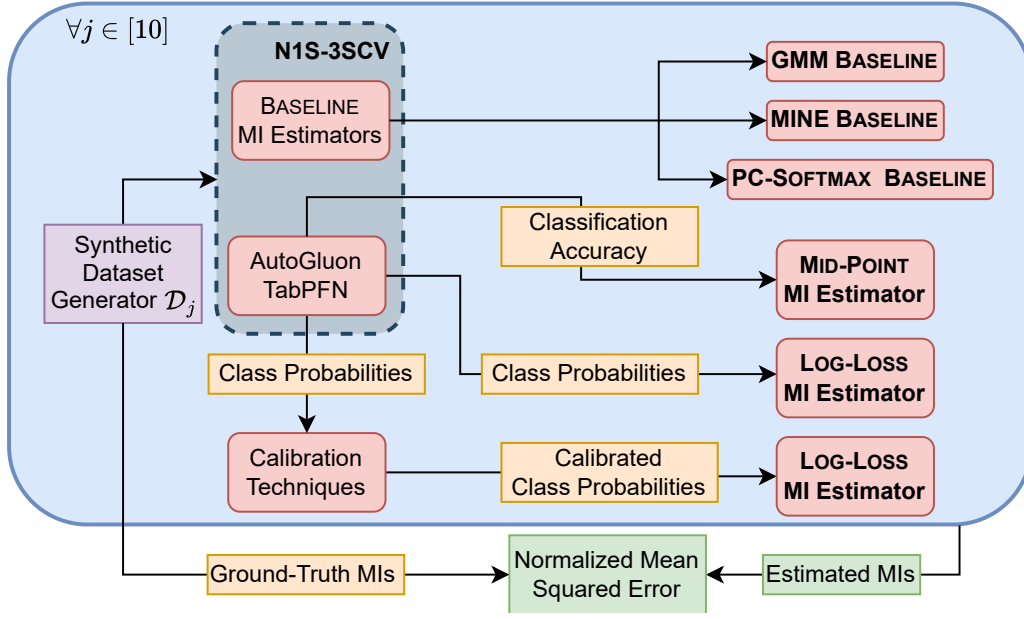 ∀j ∈ [10]
N1S-3SCV
BASELINE
MI Estimators
GMM BASELINE
MINE BASELINE
PC-SOFTMAX BASELINE
Synthetic
Dataset
Generator 𝒟ⱼ
AutoGluon
TabPFN
Classification
Accuracy
MID-POINT
MI Estimator
Class Probabilities
Class Probabilities
LOG-LOSS
MI Estimator
Calibration
Techniques
Calibrated
Class Probabilities
LOG-LOSS
MI Estimator
Ground-Truth MIs
Normalized Mean
Squared Error
Estimated MIs